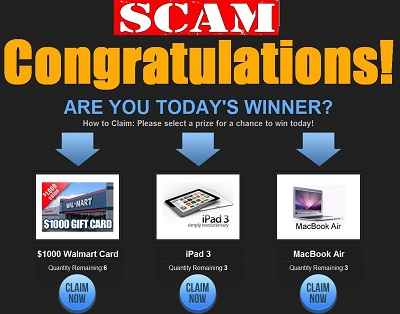 SCAM
Congratulations!
ARE YOU TODAY'S WINNER?
How to Claim: Please select a prize for a chance to win today!
$1000 VALUE
WAL-MART
$1000 GIFT CARD
iPad 3
simply revolutionary
MacBook Air
$1000 Walmart Card
iPad 3
MacBook Air
Quantity Remaining: 6
Quantity Remaining: 3
Quantity Remaining: 3
CLAIM NOW
CLAIM NOW
CLAIM NOW